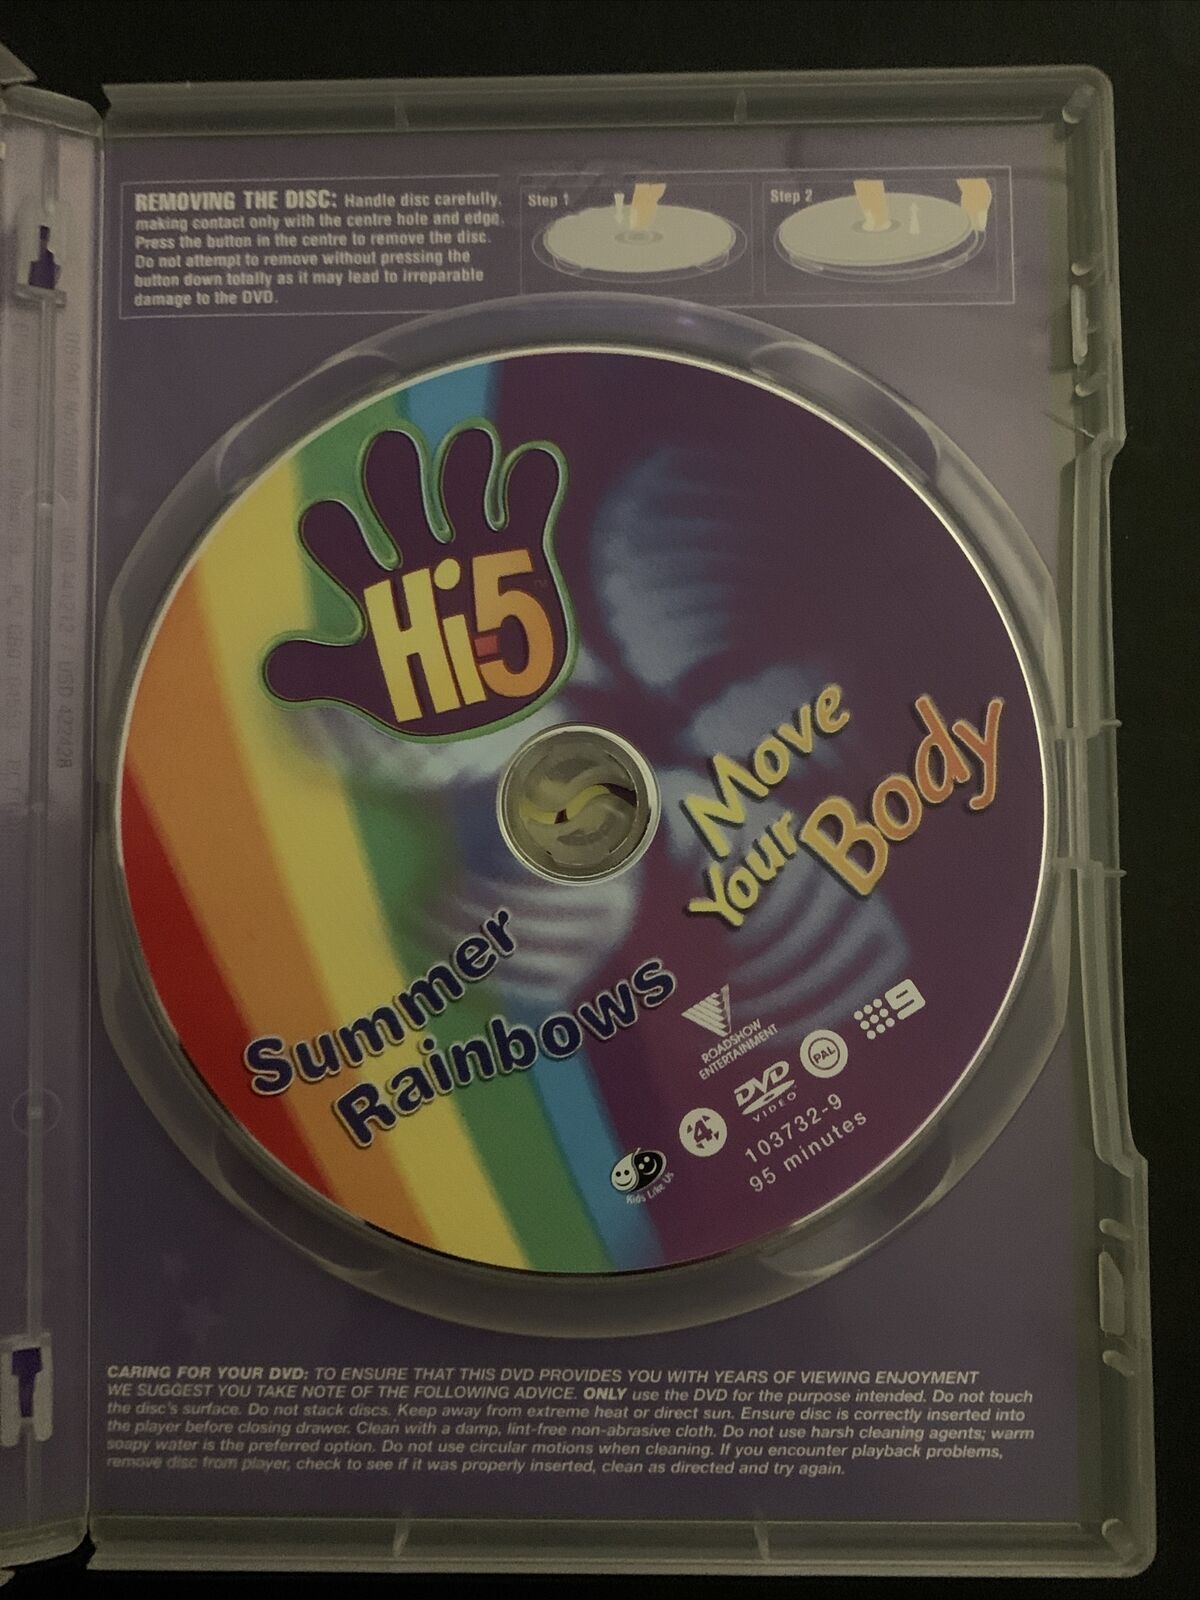 REMOVING THE DISC: Handle disc carefully,
making contact only with the centre hole and edge.
Press the button in the centre to remove the disc.
Do not attempt to remove without pressing the
button down totally as it may lead to irreparable
damage to the DVD.
Step 1
Step 2
Hi-5
TM
Move
Your Body
Summer
Rainbows
ROADSHOW
ENTERTAINMENT
9
PAL
DVD
VIDEO
4
Kids Like Us
103732-9
95 minutes
CARING FOR YOUR DVD: TO ENSURE THAT THIS DVD PROVIDES YOU WITH YEARS OF VIEWING ENJOYMENT
WE SUGGEST YOU TAKE NOTE OF THE FOLLOWING ADVICE. ONLY use the DVD for the purpose intended. Do not touch
the disc's surface. Do not stack discs. Keep away from extreme heat or direct sun. Ensure disc is correctly inserted into
the player before closing drawer. Clean with a damp, lint-free non-abrasive cloth. Do not use harsh cleaning agents; warm
soapy water is the preferred option. Do not use circular motions when cleaning. If you encounter playback problems,
remove disc from player, check to see if it was properly inserted, clean as directed and try again.